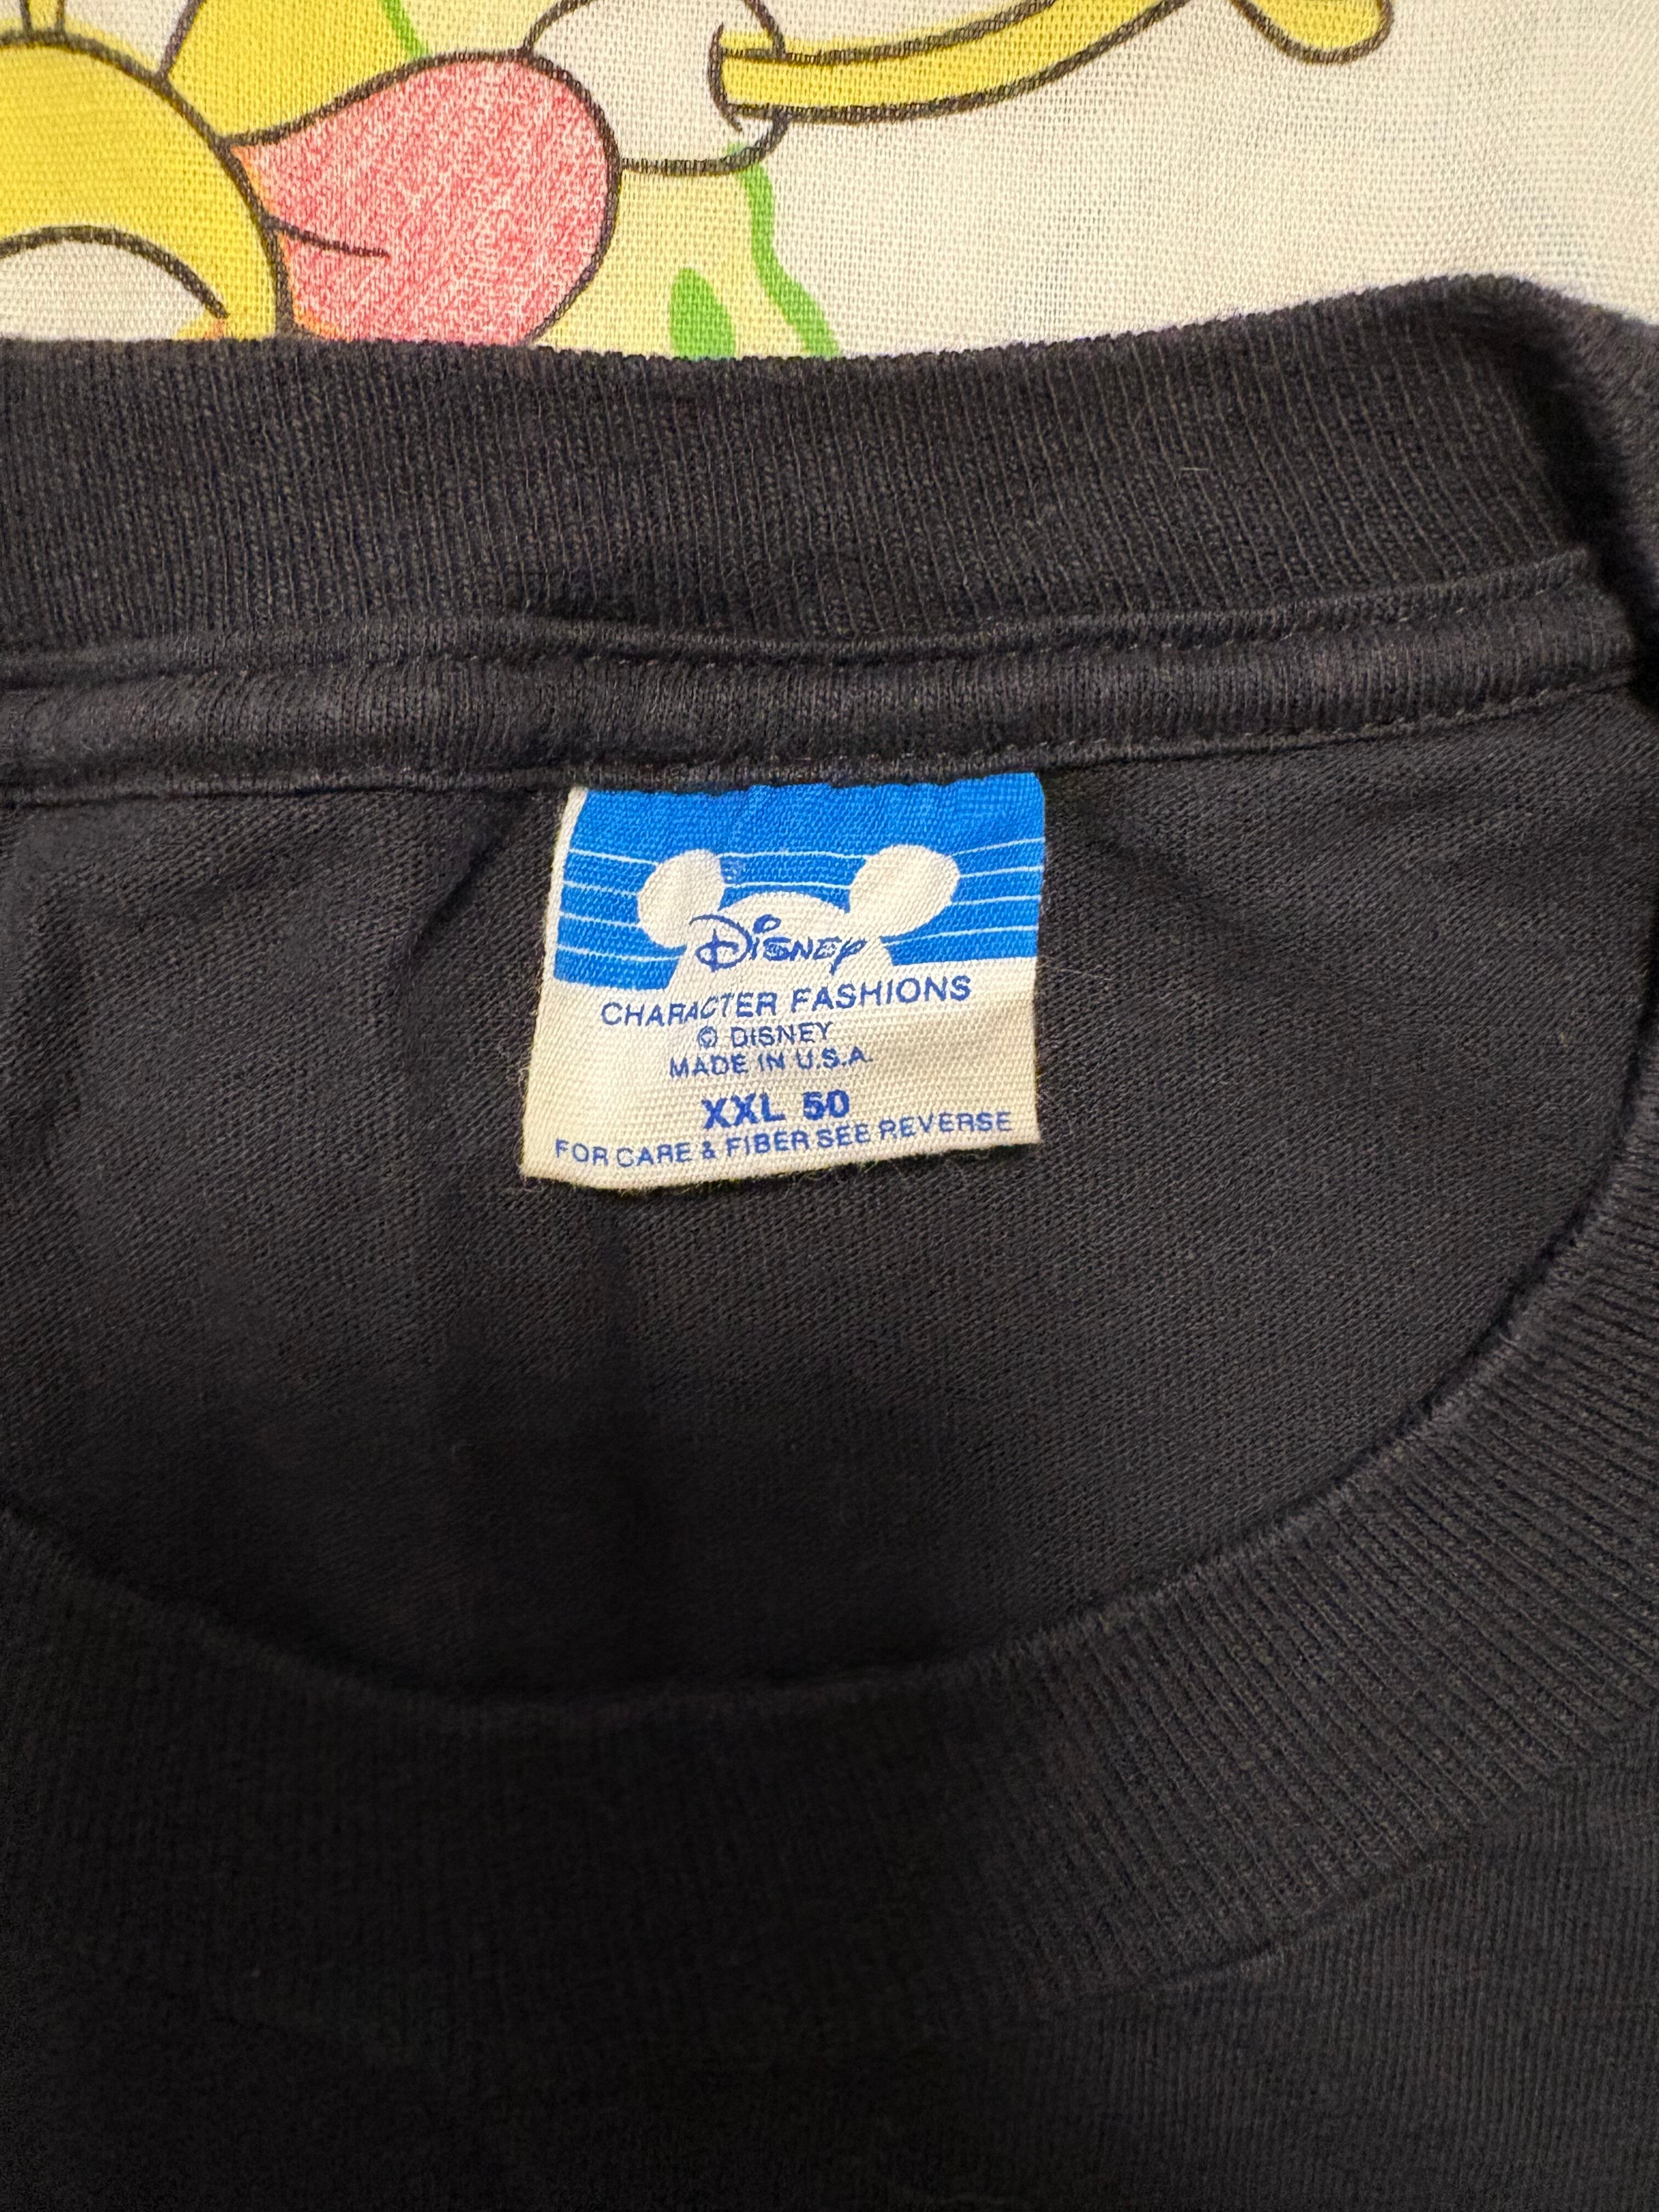 Disney
CHARACTER FASHIONS
© DISNEY
MADE IN U.S.A.
XXL 50
FOR CARE & FIBER SEE REVERSE